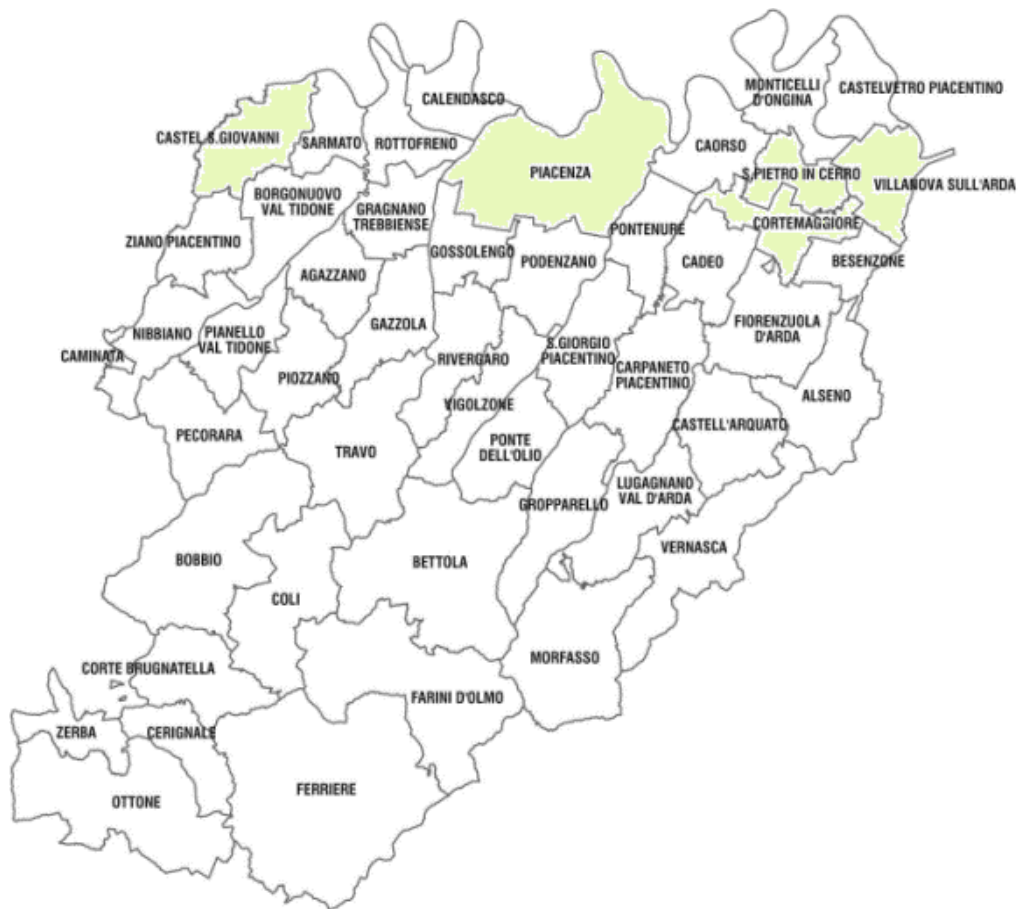 MONTICELLI
D'ONGINA
CASTELVETRO PIACENTINO
CALENDASCO
CASTEL S.GIOVANNI
SARMATO
ROTTOFRENO
CAORSO
PIACENZA
S.PIETRO IN CERRO
VILLANOVA SULL'ARDA
BORGONUOVO
VAL TIDONE
GRAGNANO
TREBBIENSE
CORTEMAGGIORE
PONTENURE
ZIANO PIACENTINO
GOSSOLENGO
PODENZANO
CADEO
BESENZONE
AGAZZANO
NIBBIANO
PIANELLO
VAL TIDONE
GAZZOLA
FIORENZUOLA
D'ARDA
CAMINATA
RIVERGARO
S.GIORGIO
PIACENTINO
CARPANETO
PIACENTINO
PIOZZANO
ALSENO
VIGOLZONE
CASTELL'ARQUATO
PECORARA
TRAVO
PONTE
DELL'OLIO
LUGAGNANO
VAL D'ARDA
GROPPARELLO
VERNASCA
BOBBIO
BETTOLA
COLI
MORFASSO
CORTE BRUGNATELLA
FARINI D'OLMO
ZERBA
CERIGNALE
FERRIERE
OTTONE